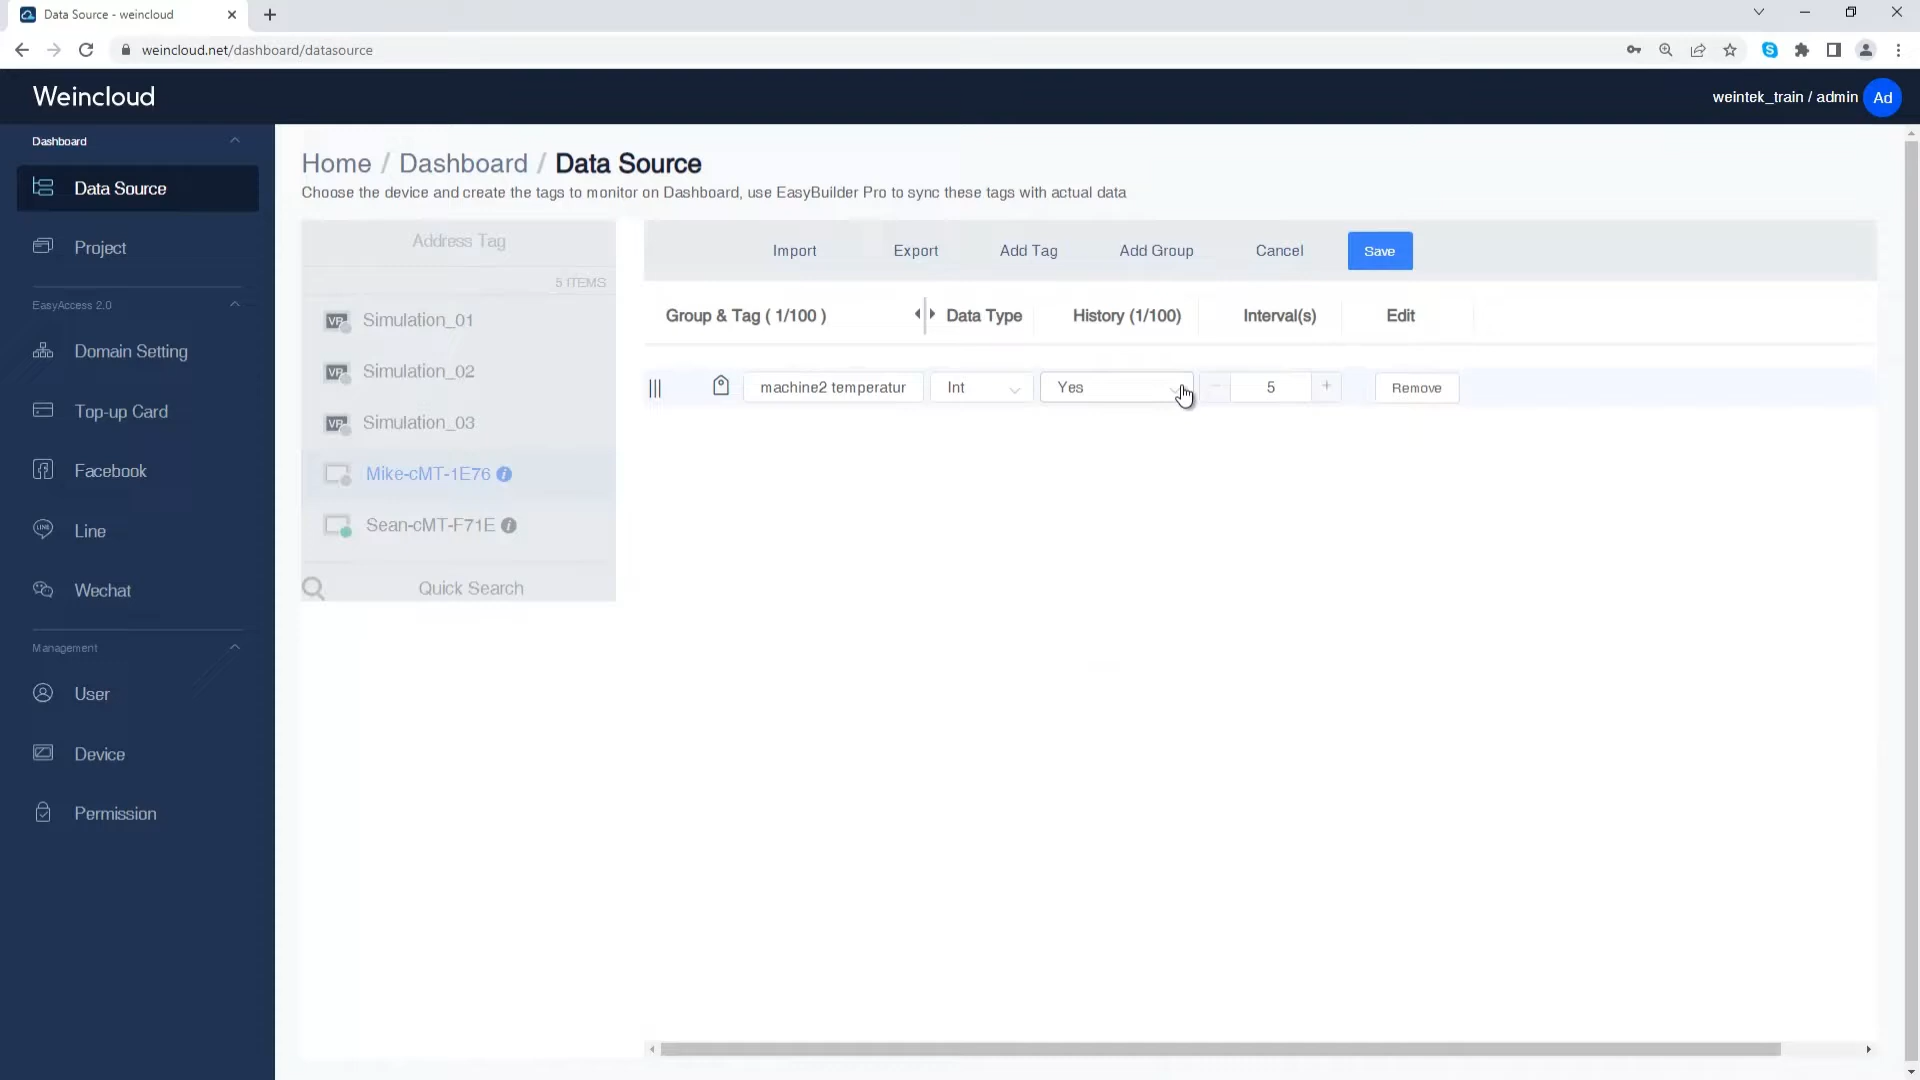 Data Source - weincloud
weincloud.net/dashboard/datasource
Weincloud
weintek_train / admin
Ad
Dashboard
Data Source
Project
EasyAccess 2.0
Domain Setting
Top-up Card
Facebook
LINE
Line
Wechat
Management
User
Device
Permission
Home / Dashboard / Data Source
Choose the device and create the tags to monitor on Dashboard, use EasyBuilder Pro to sync these tags with actual data
Address Tag
5 ITEMS
Simulation_01
Simulation_02
Simulation_03
Mike-cMT-1E76
Sean-cMT-F71E
Quick Search
Import Export Add Tag Add Group Cancel Save
Group & Tag ( 1/100 ) Data Type History (1/100) Interval(s) Edit
machine2 temperatur Int Yes − 5 + Remove